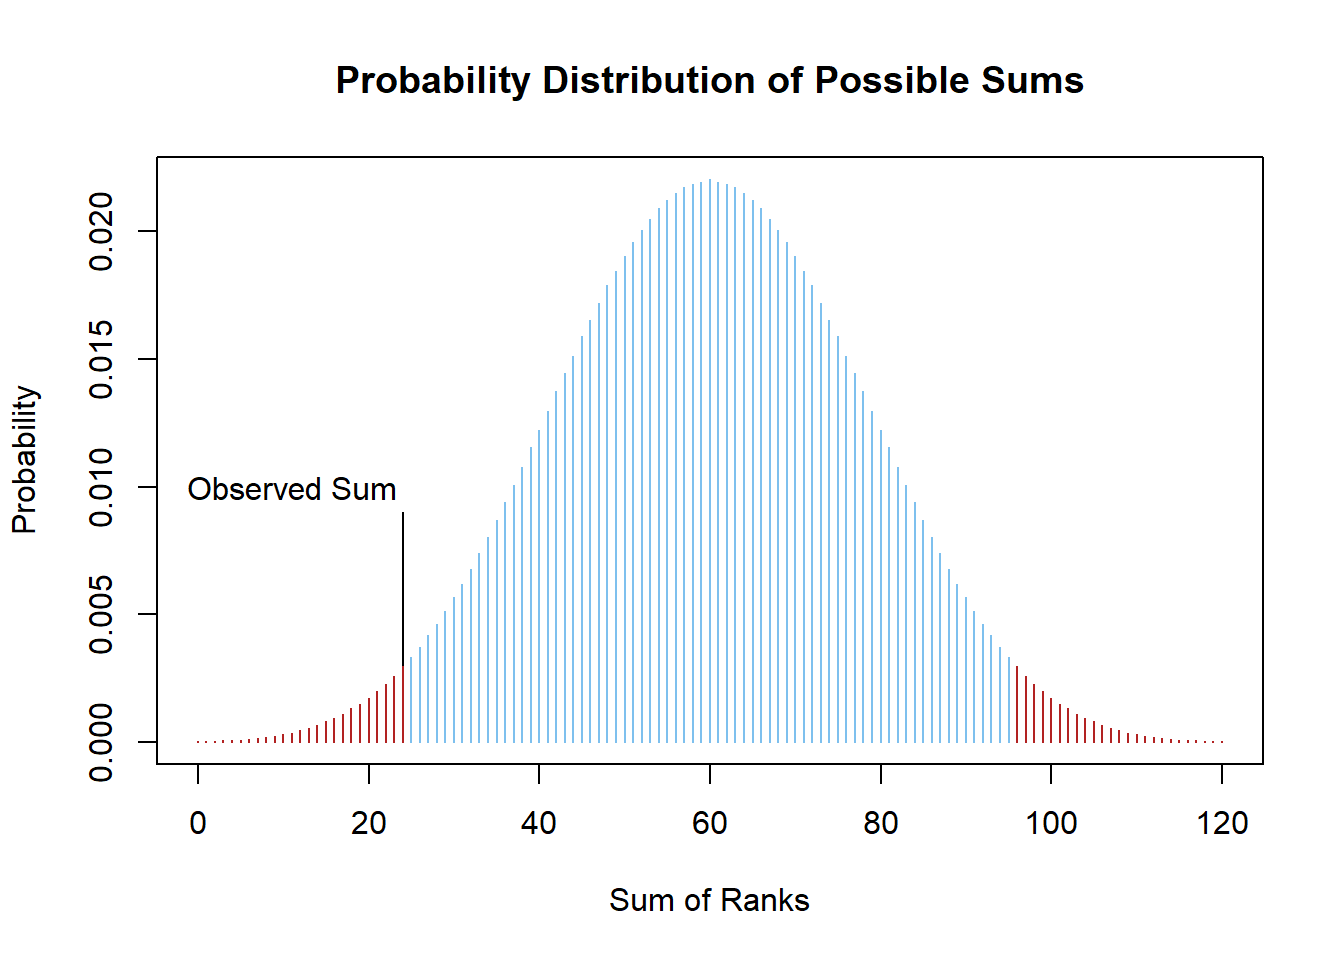 Probability Distribution of Possible Sums
Probability
0.020
0.015
0.010
0.005
0.000
Observed Sum
0 20 40 60 80 100 120
Sum of Ranks